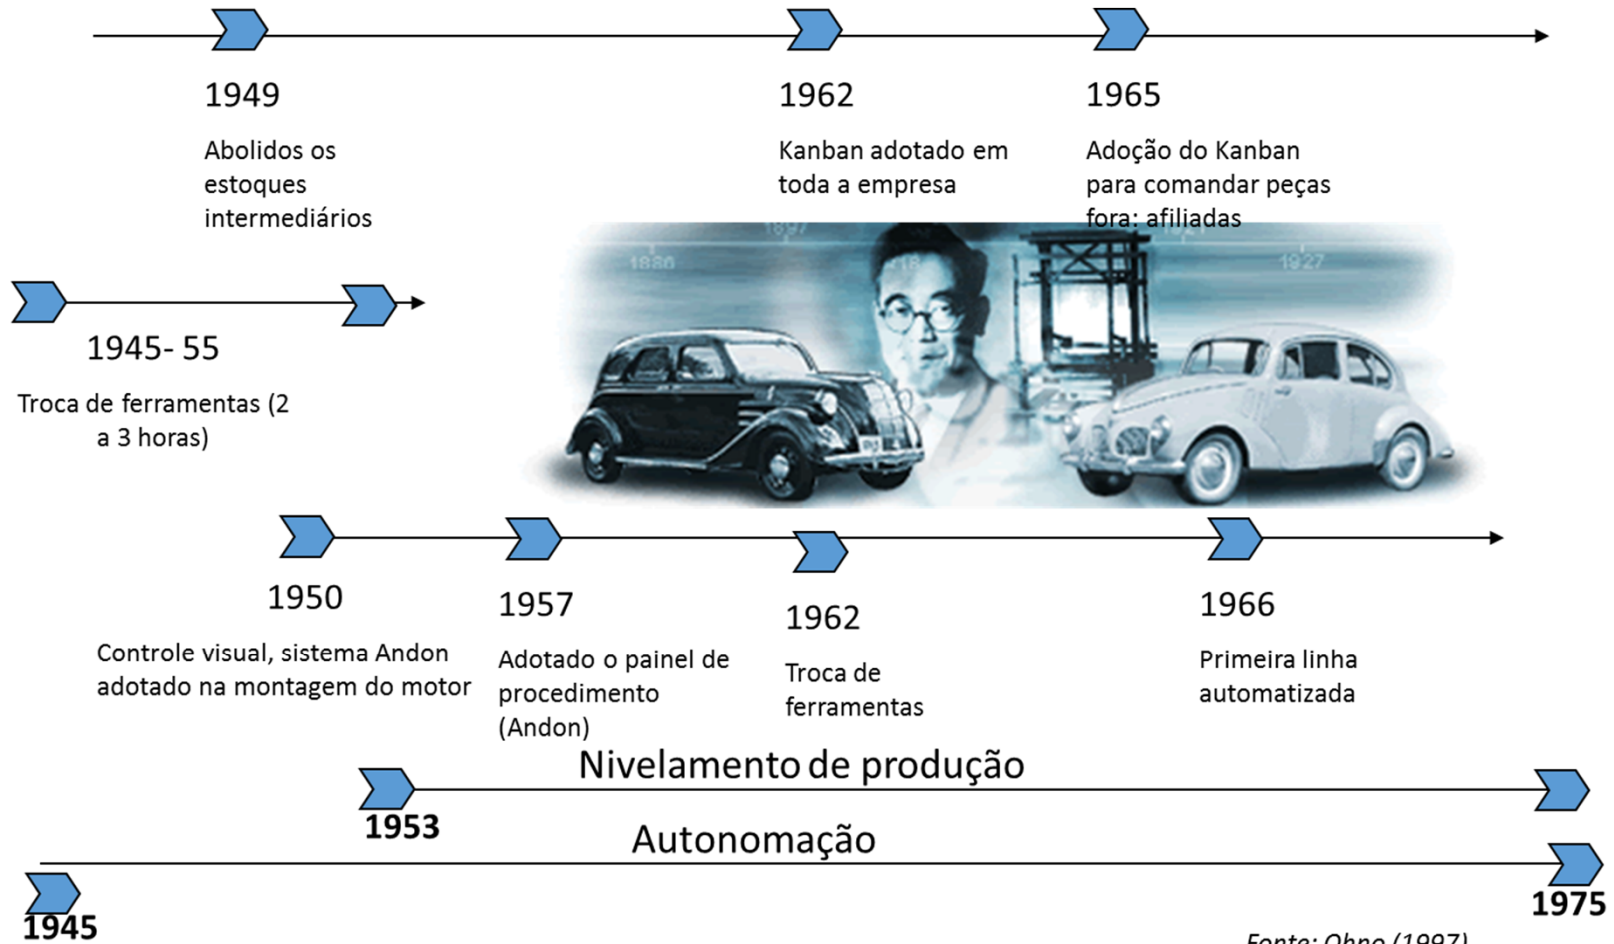 1949
1962
1965
Abolidos os
estoques
intermediários
Kanban adotado em
toda a empresa
Adoção do Kanban
para comandar peças
fora: afiliadas
1897
1886
1927
1945- 55
Troca de ferramentas (2
a 3 horas)
1950
Controle visual, sistema Andon
adotado na montagem do motor
1957
Adotado o painel de
procedimento
(Andon)
1962
Troca de
ferramentas
1966
Primeira linha
automatizada
Nivelamento de produção
1953
Autonomação
1945
1975
Fonte: Ohno (1997)